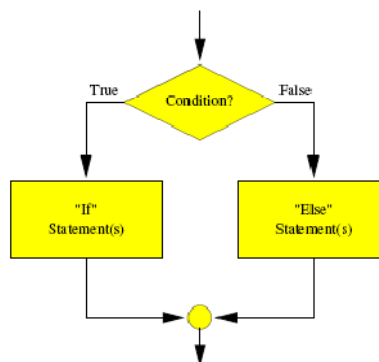 Condition?
True
False
"If"
Statement(s)
"Else"
Statement(s)